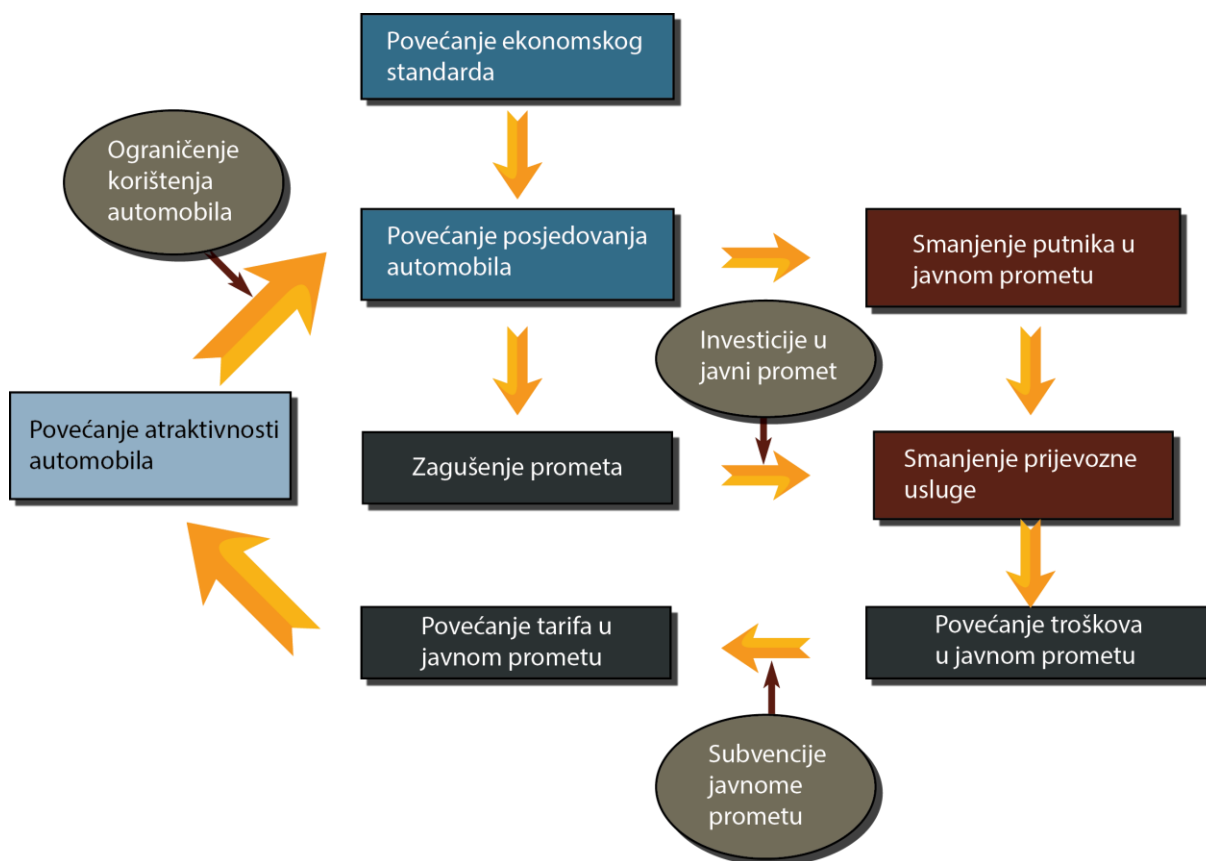 Povećanje ekonomskog
standarda
Ograničenje
korištenja
automobila
Povećanje posjedovanja
automobila
Smanjenje putnika u
javnom prometu
Investicije u
javni promet
Povećanje atraktivnosti
automobila
Zagušenje prometa
Smanjenje prijevozne
usluge
Povećanje tarifa u
javnom prometu
Povećanje troškova
u javnom prometu
Subvencije
javnome
prometu